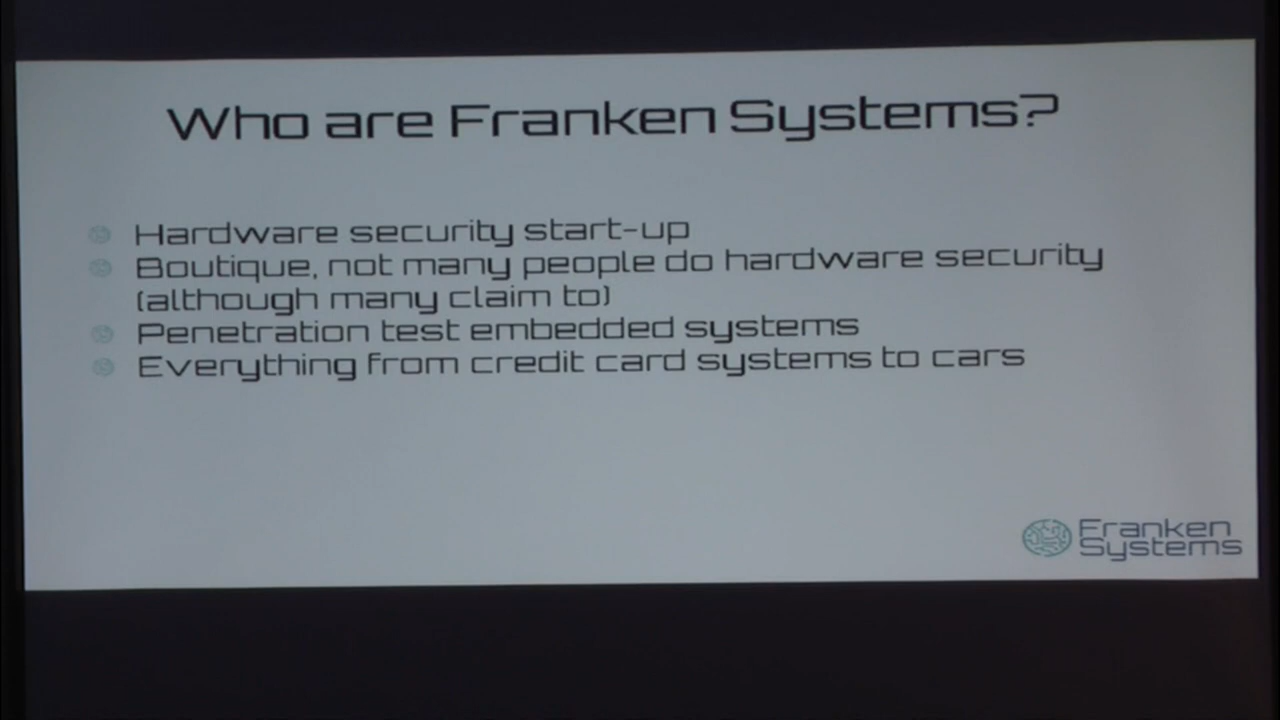 Who are Franken Systems?
Hardware security start-up
Boutique, not many people do hardware security
(although many claim to)
Penetration test embedded systems
Everything from credit card systems to cars
Franken
Systems